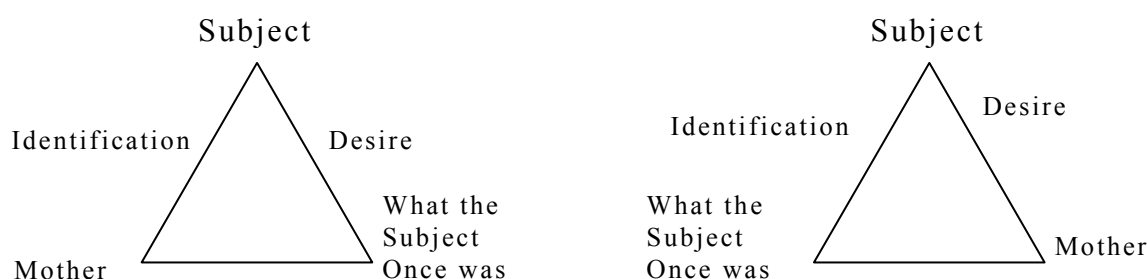 Subject
Identification
Desire
Mother
What the
Subject
Once was
Subject
Identification
Desire
What the
Subject
Once was
Mother